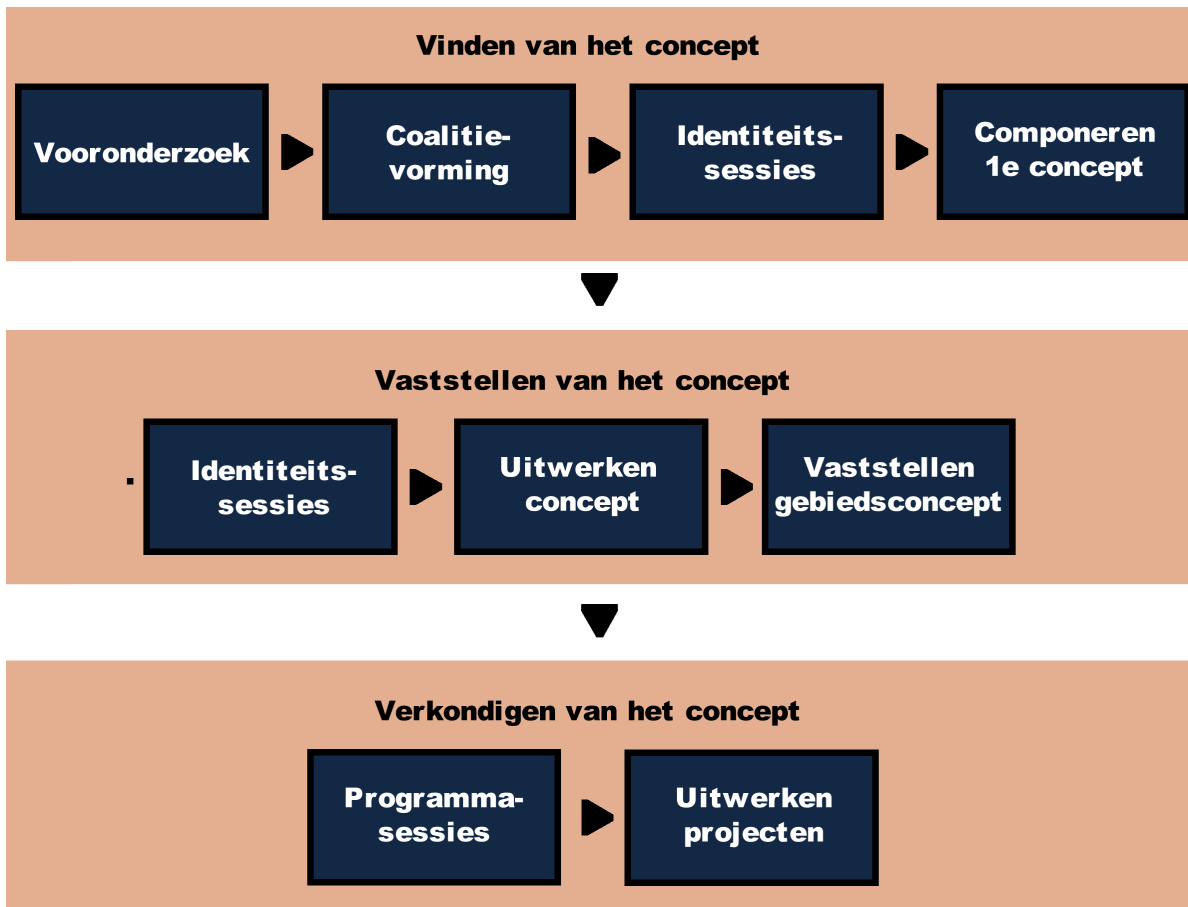 Vinden van het concept
Vooronderzoek
Coalitie-
vorming
Identiteits-
sessies
Componeren
1e concept
Vaststellen van het concept
Identiteits-
sessies
Uitwerken
concept
Vaststellen
gebiedsconcept
Verkondigen van het concept
Programma-
sessies
Uitwerken
projecten